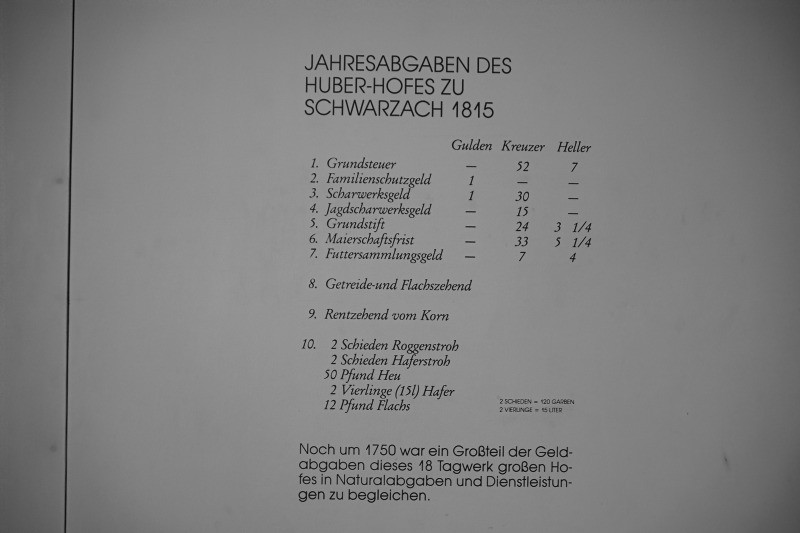 JAHRESABGABEN DES
HUBER-HOFES ZU
SCHWARZACH 1815
Gulden Kreuzer Heller
1. Grundsteuer — 52 7
2. Familienschutzgeld 1 — —
3. Scharwerksgeld 1 30 —
4. Jagdscharwerksgeld — 15 —
5. Grundstift — 24 3 1/4
6. Maierschaftsfrist — 33 5 1/4
7. Futtersammlungsgeld — 7 4
8. Getreide-und Flachszehend
9. Rentzehend vom Korn
10. 2 Schieden Roggenstroh
2 Schieden Haferstroh
50 Pfund Heu
2 Vierlinge (15l) Hafer
12 Pfund Flachs
2 SCHIEDEN = 120 GARBEN
2 VIERLINGE = 15 LITER
Noch um 1750 war ein Großteil der Geld-
abgaben dieses 18 Tagwerk großen Ho-
fes in Naturalabgaben und Dienstleistun-
gen zu begleichen.